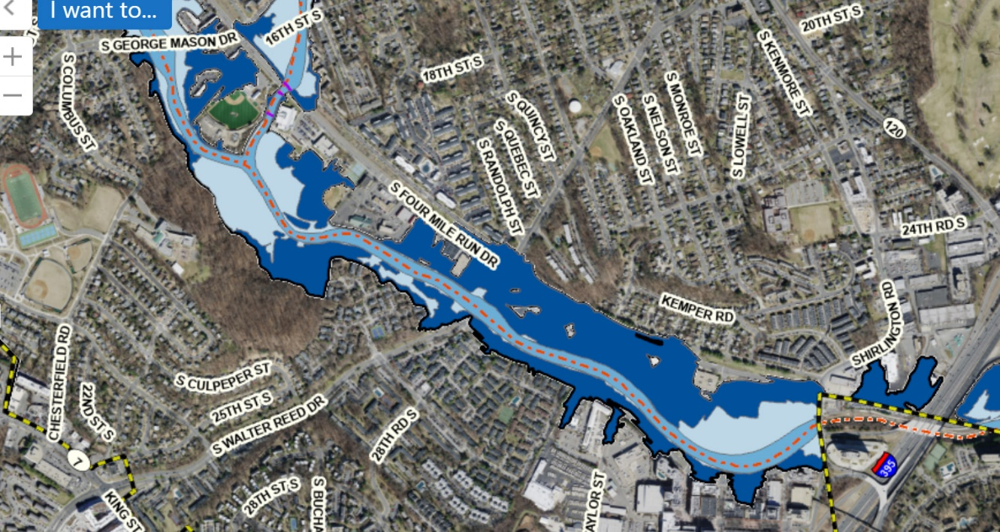 I want to...
S GEORGE MASON DR
16TH ST S
20TH ST S
S COLUMBUS ST
18TH ST S
S KENMORE ST
S QUINCY ST
S QUEBEC ST
S RANDOLPH ST
S OAKLAND ST
S NELSON ST
S MONROE ST
S LOWELL ST
120
S FOUR MILE RUN DR
24TH RD S
KEMPER RD
SHIRLINGTON RD
CHESTERFIELD RD
22ND ST S
S CULPEPER ST
25TH ST S
S WALTER REED DR
28TH RD S
7
395
KING ST
28TH ST S
S BUCHA
AYLOR ST